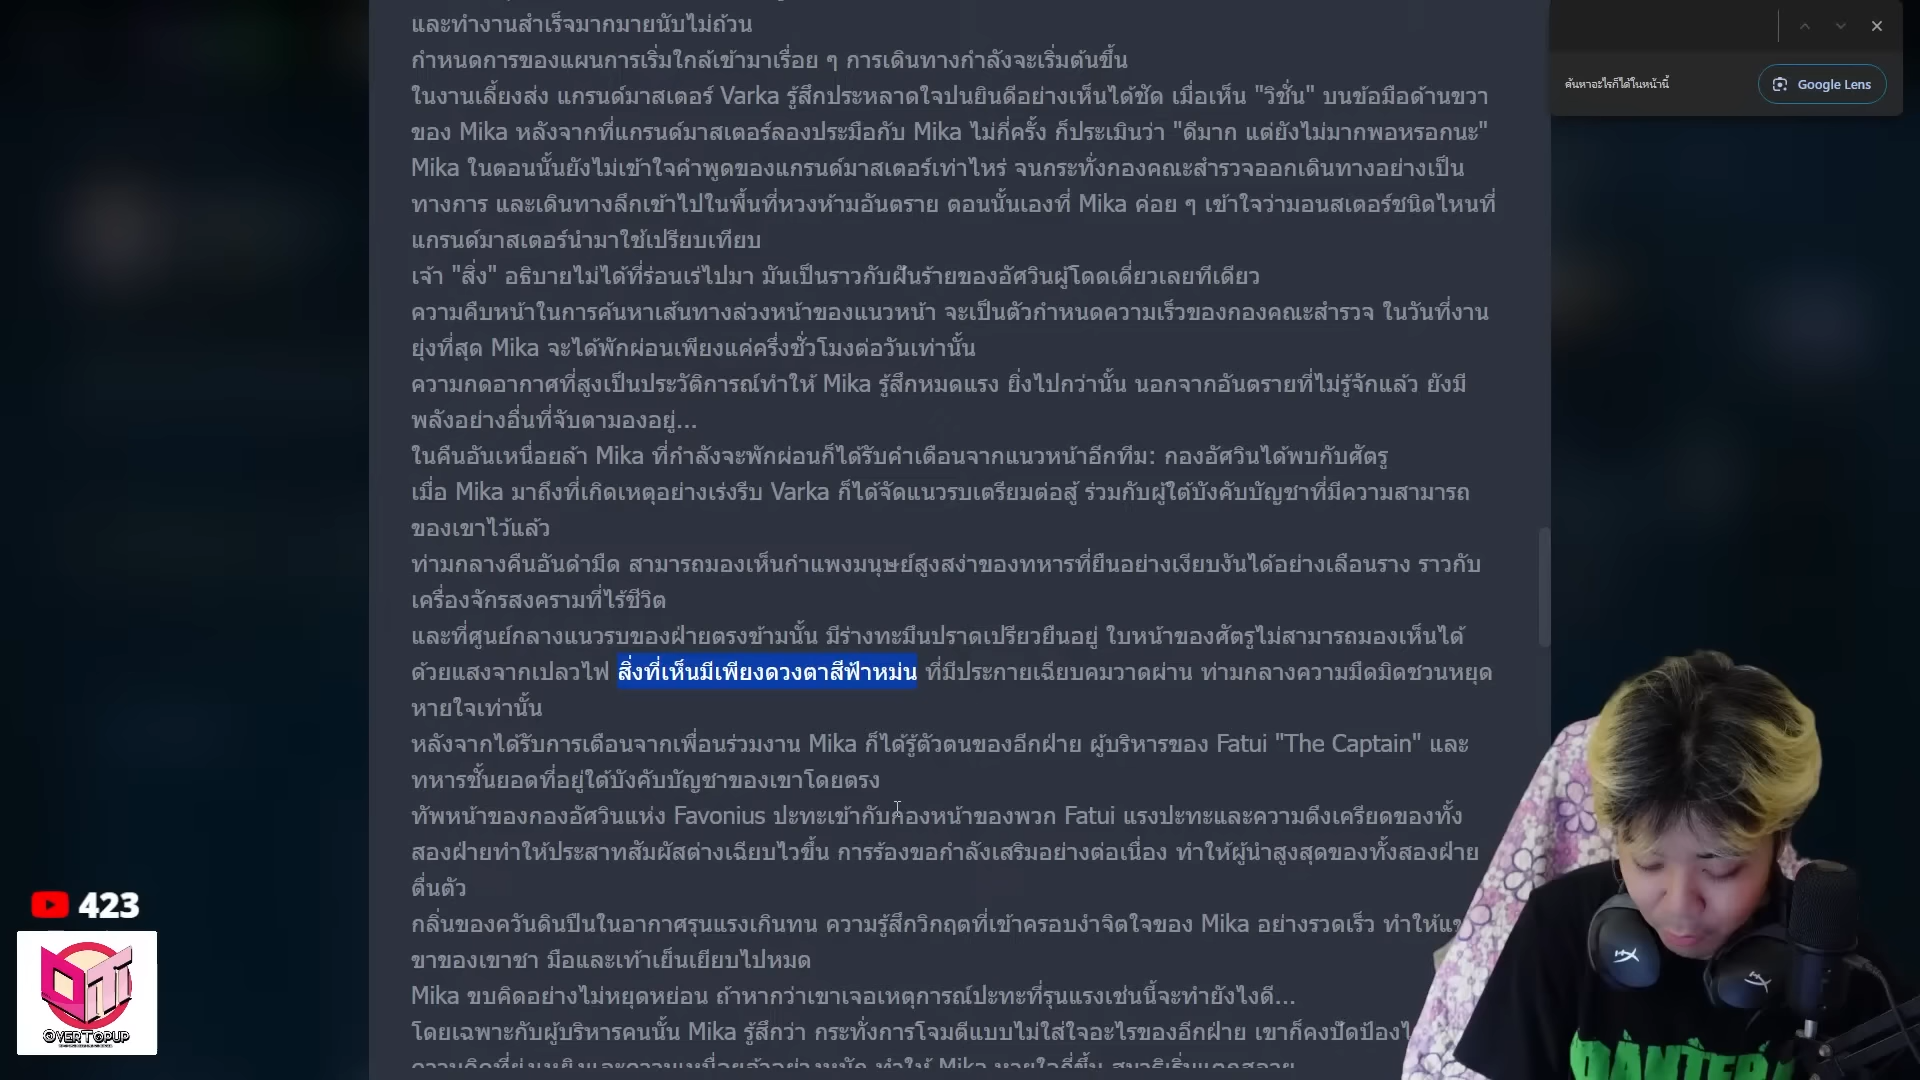 และทำงานสำเร็จมากมายนับไม่ถ้วน
กำหนดการของแผนการเริ่มใกล้เข้ามาเรื่อย ๆ การเดินทางกำลังจะเริ่มต้นขึ้น
ในงานเลี้ยงส่ง แกรนด์มาสเตอร์ Varka รู้สึกประหลาดใจปนยินดีอย่างเห็นได้ชัด เมื่อเห็น "วิชั่น" บนข้อมือด้านขวา
ของ Mika หลังจากที่แกรนด์มาสเตอร์ลองประมือกับ Mika ไม่กี่ครั้ง ก็ประเมินว่า "ดีมาก แต่ยังไม่มากพอหรอกนะ"
Mika ในตอนนั้นยังไม่เข้าใจคำพูดของแกรนด์มาสเตอร์เท่าไหร่ จนกระทั่งกองคณะสำรวจออกเดินทางอย่างเป็น
ทางการ และเดินทางลึกเข้าไปในพื้นที่หวงห้ามอันตราย ตอนนั้นเองที่ Mika ค่อย ๆ เข้าใจว่ามอนสเตอร์ชนิดไหนที่
แกรนด์มาสเตอร์นำมาใช้เปรียบเทียบ
เจ้า "สิ่ง" อธิบายไม่ได้ที่ร่อนเร่ไปมา มันเป็นราวกับฝันร้ายของอัศวินผู้โดดเดี่ยวเลยทีเดียว
ความคืบหน้าในการค้นหาเส้นทางล่วงหน้าของแนวหน้า จะเป็นตัวกำหนดความเร็วของกองคณะสำรวจ ในวันที่งาน
ยุ่งที่สุด Mika จะได้พักผ่อนเพียงแค่ครึ่งชั่วโมงต่อวันเท่านั้น
ความกดอากาศที่สูงเป็นประวัติการณ์ทำให้ Mika รู้สึกหมดแรง ยิ่งไปกว่านั้น นอกจากอันตรายที่ไม่รู้จักแล้ว ยังมี
พลังอย่างอื่นที่จับตามองอยู่...
ในคืนอันเหนื่อยล้า Mika ที่กำลังจะพักผ่อนก็ได้รับคำเตือนจากแนวหน้าอีกทีม: กองอัศวินได้พบกับศัตรู
เมื่อ Mika มาถึงที่เกิดเหตุอย่างเร่งรีบ Varka ก็ได้จัดแนวรบเตรียมต่อสู้ ร่วมกับผู้ใต้บังคับบัญชาที่มีความสามารถ
ของเขาไว้แล้ว
ท่ามกลางคืนอันดำมืด สามารถมองเห็นกำแพงมนุษย์สูงสง่าของทหารที่ยืนอย่างเงียบงันได้อย่างเลือนราง ราวกับ
เครื่องจักรสงครามที่ไร้ชีวิต
และที่ศูนย์กลางแนวรบของฝ่ายตรงข้ามนั้น มีร่างทะมึนปราดเปรียวยืนอยู่ ใบหน้าของศัตรูไม่สามารถมองเห็นได้
ด้วยแสงจากเปลวไฟ สิ่งที่เห็นมีเพียงดวงตาสีฟ้าหม่น ที่มีประกายเฉียบคมวาดผ่าน ท่ามกลางความมืดมิดชวนหยุด
หายใจเท่านั้น
หลังจากได้รับการเตือนจากเพื่อนร่วมงาน Mika ก็ได้รู้ตัวตนของอีกฝ่าย ผู้บริหารของ Fatui "The Captain" และ
ทหารชั้นยอดที่อยู่ใต้บังคับบัญชาของเขาโดยตรง
ทัพหน้าของกองอัศวินแห่ง Favonius ปะทะเข้ากับกองหน้าของพวก Fatui แรงปะทะและความตึงเครียดของทั้ง
สองฝ่ายทำให้ประสาทสัมผัสต่างเฉียบไวขึ้น การร้องขอกำลังเสริมอย่างต่อเนื่อง ทำให้ผู้นำสูงสุดของทั้งสองฝ่าย
ตื่นตัว
กลิ่นของควันดินปืนในอากาศรุนแรงเกินทน ความรู้สึกวิกฤตที่เข้าครอบงำจิตใจของ Mika อย่างรวดเร็ว ทำให้
ขาของเขาชา มือและเท้าเย็นเยียบไปหมด
Mika ขบคิดอย่างไม่หยุดหย่อน ถ้าหากว่าเขาเจอเหตุการณ์ปะทะที่รุนแรงเช่นนี้จะทำยังไงดี...
โดยเฉพาะกับผู้บริหารคนนั้น Mika รู้สึกว่า กระทั่งการโจมตีแบบไม่ใส่ใจอะไรของอีกฝ่าย เขาก็คงปัดป้อง
ค้นหาอะไรก็ได้ในหน้านี้
Google Lens
423
OVERTOPUP
PANTERA